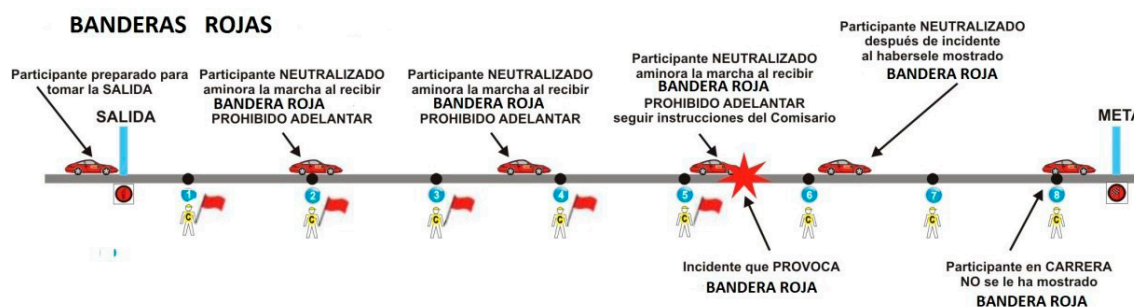 BANDERAS ROJAS
Participante preparado para
tomar la SALIDA
SALIDA
Participante NEUTRALIZADO
aminora la marcha al recibir
BANDERA ROJA
PROHIBIDO ADELANTAR
Participante NEUTRALIZADO
aminora la marcha al recibir
BANDERA ROJA
PROHIBIDO ADELANTAR
Participante NEUTRALIZADO
aminora la marcha al recibir
BANDERA ROJA
PROHIBIDO ADELANTAR
seguir instrucciones del Comisario
Participante NEUTRALIZADO
después de incidente
al habersele mostrado
BANDERA ROJA
META
1
2
3
4
5
6
7
8
C
C
C
C
C
C
C
C
Incidente que PROVOCA
BANDERA ROJA
Participante en CARRERA
NO se le ha mostrado
BANDERA ROJA